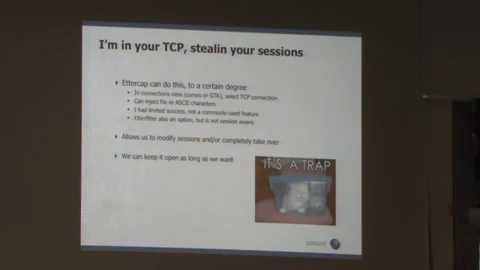 I'm in your TCP, stealin your sessions
Ettercap can do this, to a certain degree
In connections view (curses or GTK), select TCP connection
Can inject file or ASCII characters
I had limited success, not a commonly-used feature
Etterfilter also an option, but is not session aware
Allows us to modify sessions and/or completely take over
We can keep it open as long as we want
IT'S A TRAP